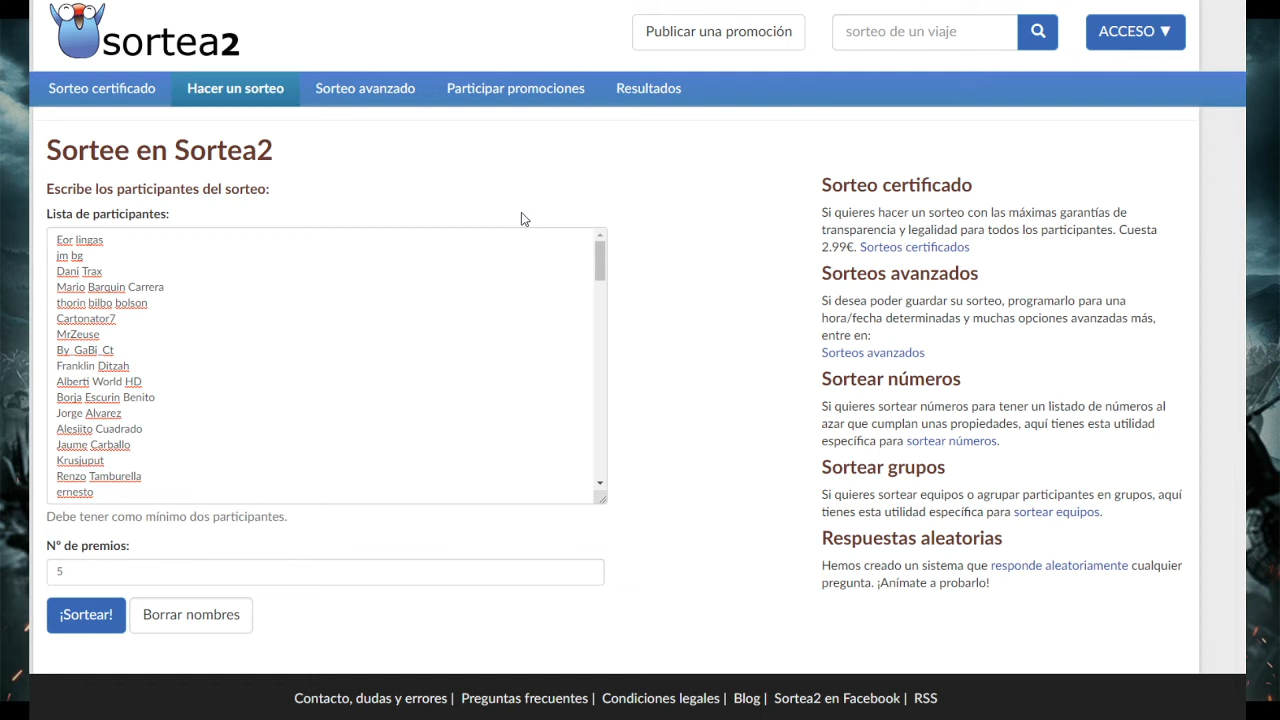 sortea2
Publicar una promoción
sorteo de un viaje
ACCESO ▼
Sorteo certificado
Hacer un sorteo
Sorteo avanzado
Participar promociones
Resultados
Sortee en Sortea2
Escribe los participantes del sorteo:
Lista de participantes:
Eor lingas
jm bg
Dani Trax
Mario Barquin Carrera
thorin bilbo bolson
Cartonator7
MrZeuse
By_GaBi_Ct
Franklin Ditzah
Alberti World HD
Borja Escurin Benito
Jorge Alvarez
Alesiito Cuadrado
Jaume Carballo
Krusjuput
Renzo Tamburella
ernesto
Debe tener como mínimo dos participantes.
Nº de premios:
5
¡Sortear!
Borrar nombres
Sorteo certificado
Si quieres hacer un sorteo con las máximas garantías de
transparencia y legalidad para todos los participantes. Cuesta
2.99€. Sorteos certificados
Sorteos avanzados
Si desea poder guardar su sorteo, programarlo para una
hora/fecha determinadas y muchas opciones avanzadas más,
entre en:
Sorteos avanzados
Sortear números
Si quieres sortear números para tener un listado de números al
azar que cumplan unas propiedades, aquí tienes esta utilidad
específica para sortear números.
Sortear grupos
Si quieres sortear equipos o agrupar participantes en grupos, aquí
tienes esta utilidad específica para sortear equipos.
Respuestas aleatorias
Hemos creado un sistema que responde aleatoriamente cualquier
pregunta. ¡Anímate a probarlo!
Contacto, dudas y errores | Preguntas frecuentes | Condiciones legales | Blog | Sortea2 en Facebook | RSS